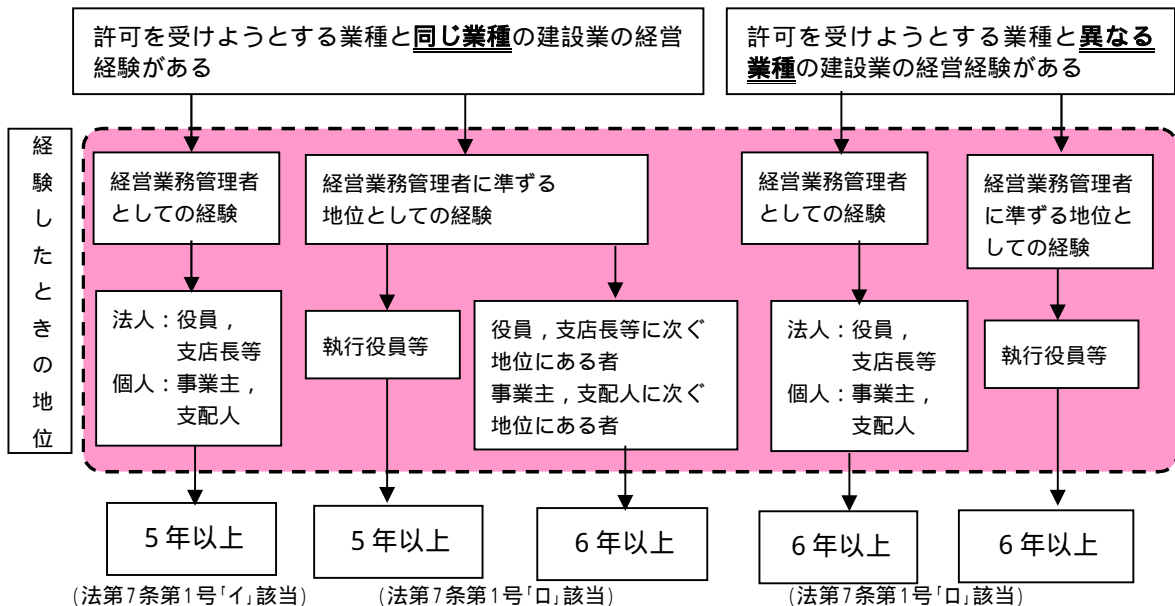 許可を受けようとする業種と同じ業種の建設業の経営
経験がある
許可を受けようとする業種と異なる
業種の建設業の経営経験がある
経験したときの地位
経営業務管理者
としての経験
経営業務管理者に準ずる
地位としての経験
経営業務管理者
としての経験
経営業務管理者
に準ずる地位と
しての経験
法人：役員，
支店長等
個人：事業主，
支配人
執行役員等
役員，支店長等に次ぐ
地位にある者
事業主，支配人に次ぐ
地位にある者
法人：役員，
支店長等
個人：事業主，
支配人
執行役員等
5年以上
5年以上
6年以上
6年以上
6年以上
(法第7条第1号｢イ｣該当)
(法第7条第1号｢ロ｣該当)
(法第7条第1号｢ロ｣該当)